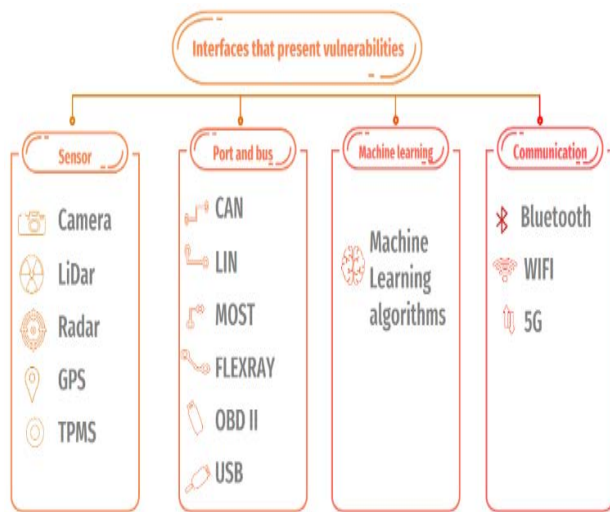 Interfaces that present vulnerabilities
Sensor
Camera
LiDar
Radar
GPS
TPMS
Port and bus
CAN
LIN
MOST
FLEXRAY
OBD II
USB
Machine learning
Machine
Learning
algorithms
Communication
Bluetooth
WIFI
5G